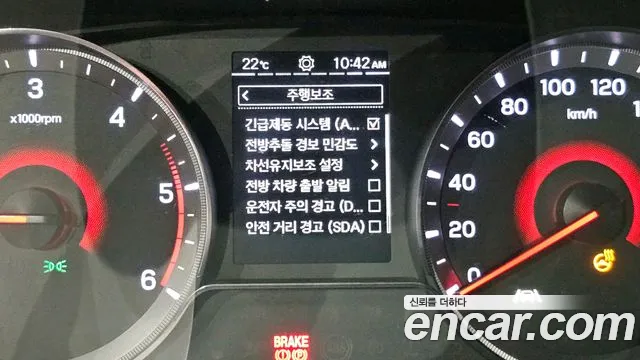 22℃ 10:42AM
< 주행보조
긴급제동 시스템 (A...
전방추돌 경보 민감도 >
차선유지보조 설정 >
전방 차량 출발 알림
운전자 주의 경고 (D...
안전 거리 경고 (SDA)
3
4
5
6
x1000rpm
0
20
40
60
80
100
120
km/h
BRAKE
신뢰를 더하다
encar.com